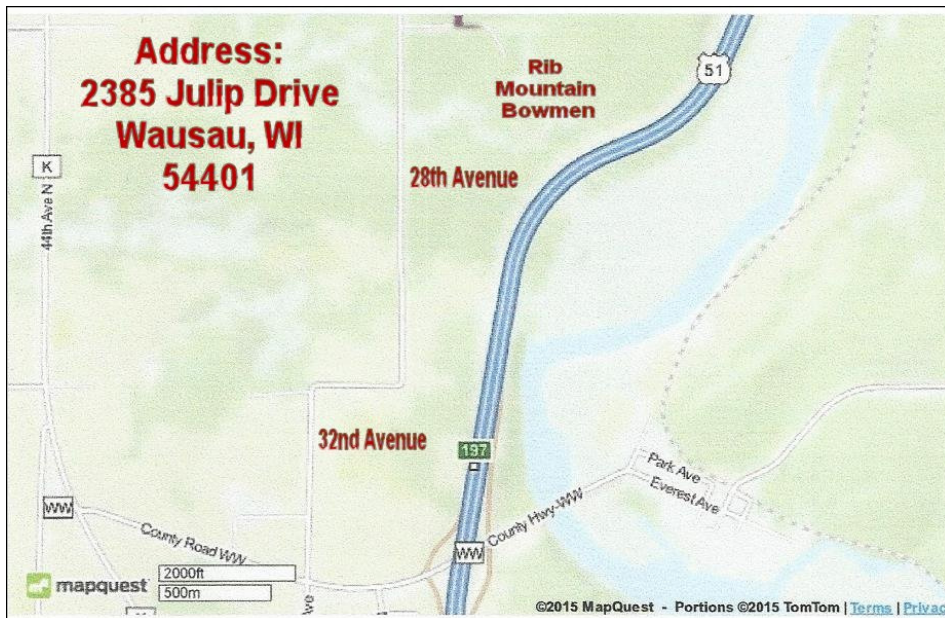 Address:
2385 Julip Drive
Wausau, WI
54401
Rib
Mountain
Bowmen
51
K
44th Ave N
28th Avenue
32nd Avenue
197
Park Ave
Everest Ave
County Hwy-WW
WW
County Road WW
WW
mapquest
2000ft
500m
Ave
©2015 MapQuest - Portions ©2015 TomTom | Terms | Privac